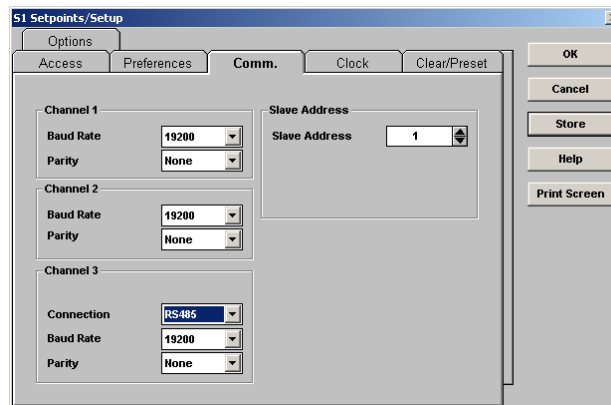 S1 Setpoints/Setup
Options
Access Preferences Comm. Clock Clear/Preset
Channel 1
Baud Rate 19200
Parity None
Channel 2
Baud Rate 19200
Parity None
Channel 3
Connection RS485
Baud Rate 19200
Parity None
Slave Address
Slave Address 1
OK
Cancel
Store
Help
Print Screen